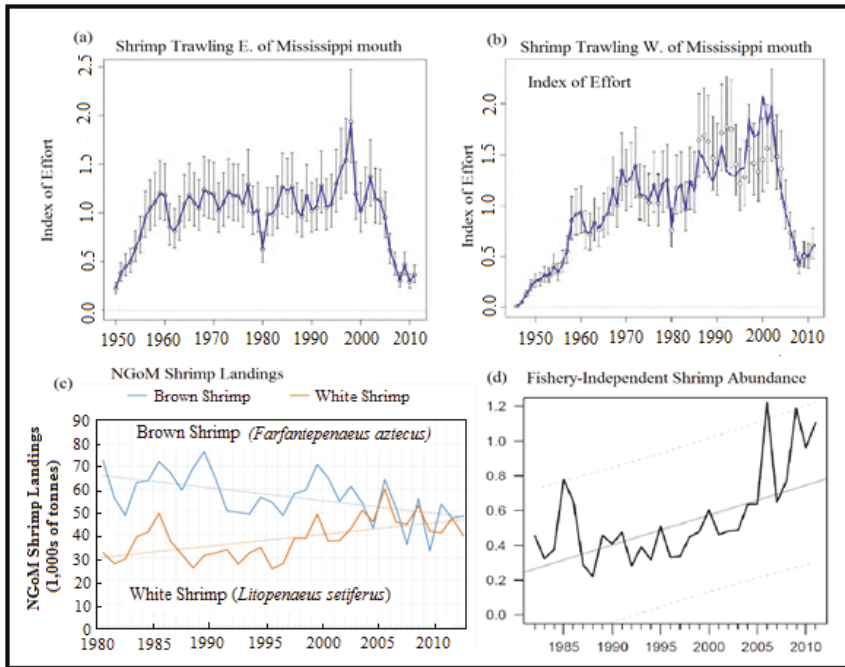 (a)
Shrimp Trawling E. of Mississippi mouth
Index of Effort
2.5
2.0
1.5
1.0
0.5
0.0
1950 1960 1970 1980 1990 2000 2010
(b)
Shrimp Trawling W. of Mississippi mouth
Index of Effort
Index of Effort
2.0
1.5
1.0
0.5
0.0
1950 1960 1970 1980 1990 2000 2010
(c)
NGoM Shrimp Landings
Brown Shrimp White Shrimp
Brown Shrimp (Farfantepenaeus aztecus)
White Shrimp (Litopenaeus setiferus)
NGoM Shrimp Landings
(1,000s of tonnes)
90
80
70
60
50
40
30
20
10
0
1980 1985 1990 1995 2000 2005 2010
(d)
Fishery-Independent Shrimp Abundance
1.2
1.0
0.8
0.6
0.4
0.2
0.0
1985 1990 1995 2000 2005 2010